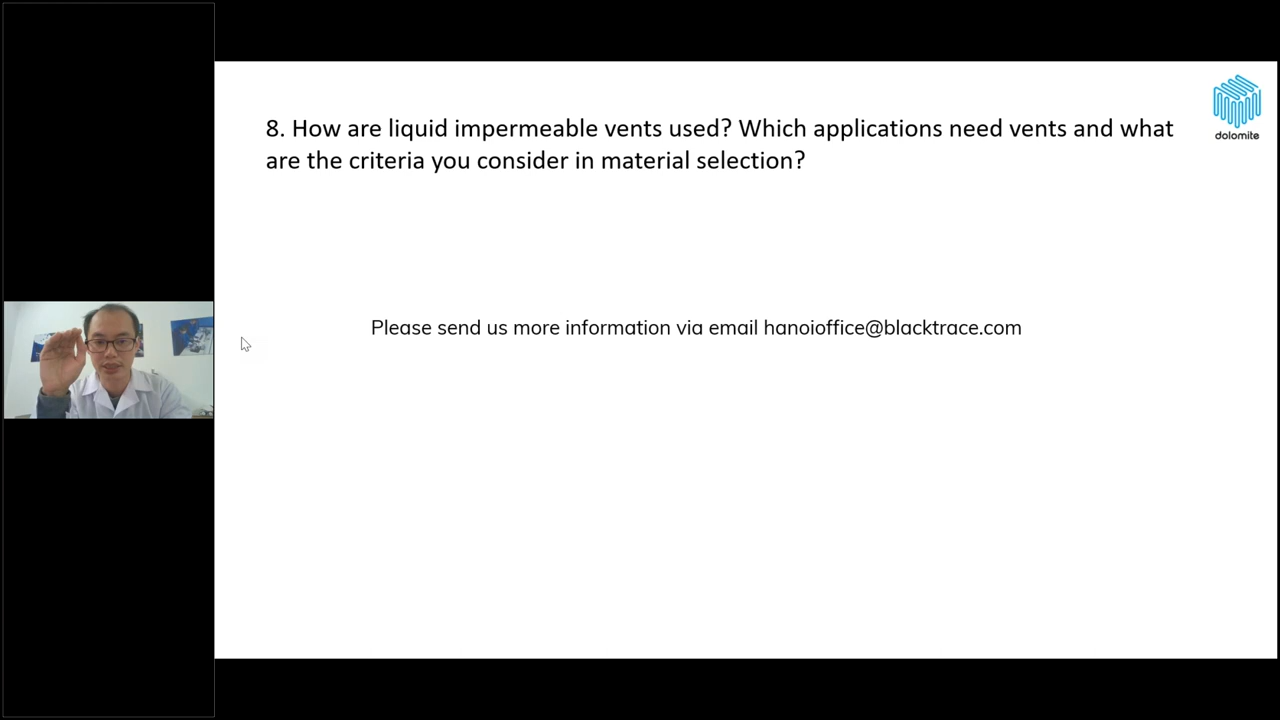 8. How are liquid impermeable vents used? Which applications need vents and what
are the criteria you consider in material selection?
dolomite
Please send us more information via email hanoioffice@blacktrace.com